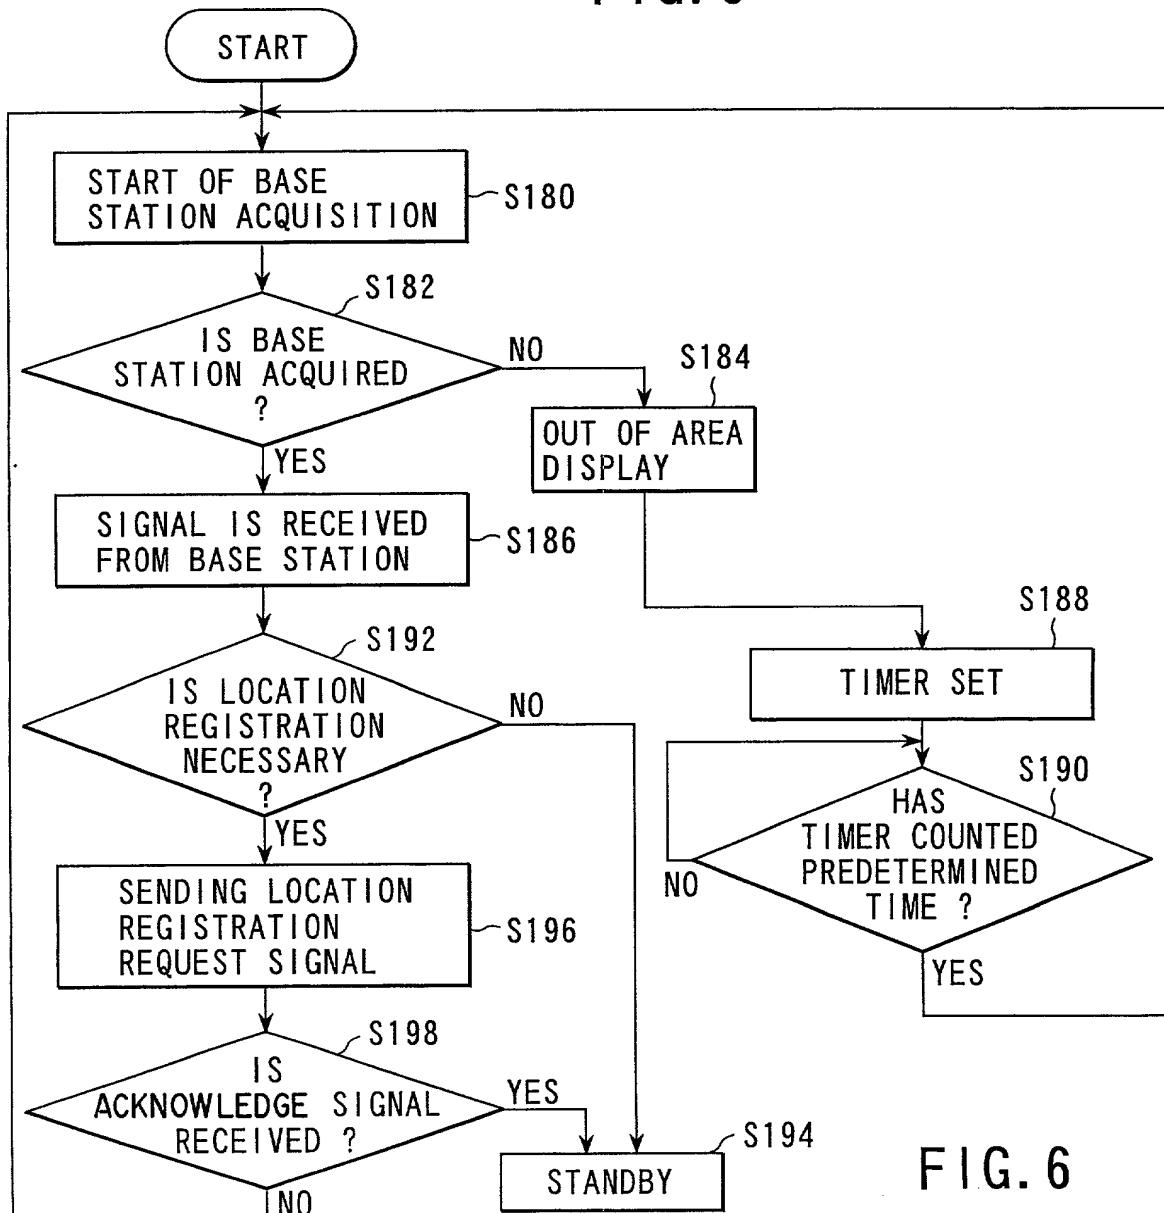 START
START OF BASE
STATION ACQUISITION
S180
S182
IS BASE
STATION ACQUIRED
?
NO
YES
S184
OUT OF AREA
DISPLAY
SIGNAL IS RECEIVED
FROM BASE STATION
S186
S188
TIMER SET
S192
IS LOCATION
REGISTRATION
NECESSARY
?
NO
YES
S190
HAS
TIMER COUNTED
PREDETERMINED
TIME ?
NO
YES
SENDING LOCATION
REGISTRATION
REQUEST SIGNAL
S196
S198
IS
ACKNOWLEDGE SIGNAL
RECEIVED ?
YES
NO
S194
STANDBY
FIG. 6